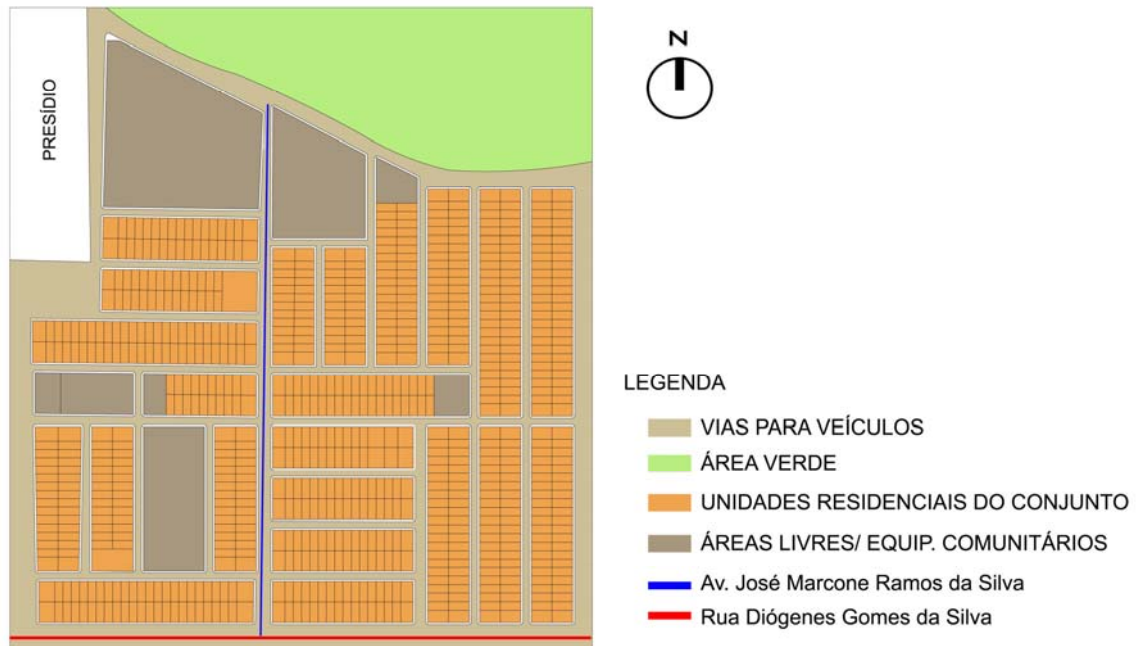 PRESÍDIO
N
LEGENDA
VIAS PARA VEÍCULOS
ÁREA VERDE
UNIDADES RESIDENCIAIS DO CONJUNTO
ÁREAS LIVRES/ EQUIP. COMUNITÁRIOS
Av. José Marcone Ramos da Silva
Rua Diógenes Gomes da Silva